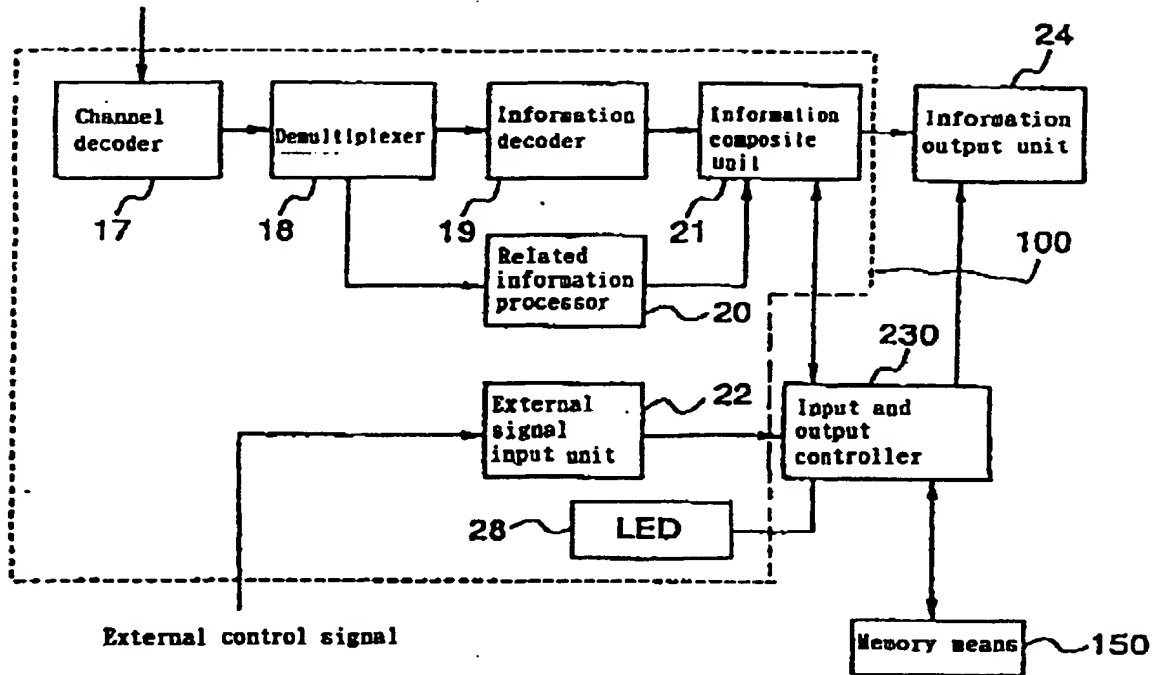 24
Channel
decoder
Demultiplexer
Information
decoder
Information
composite
unit
Information
output unit
17
18
19
21
100
Related
information
processor
20
230
22
External
signal
input unit
Input and
output
controller
28
LED
External control signal
Memory means
150